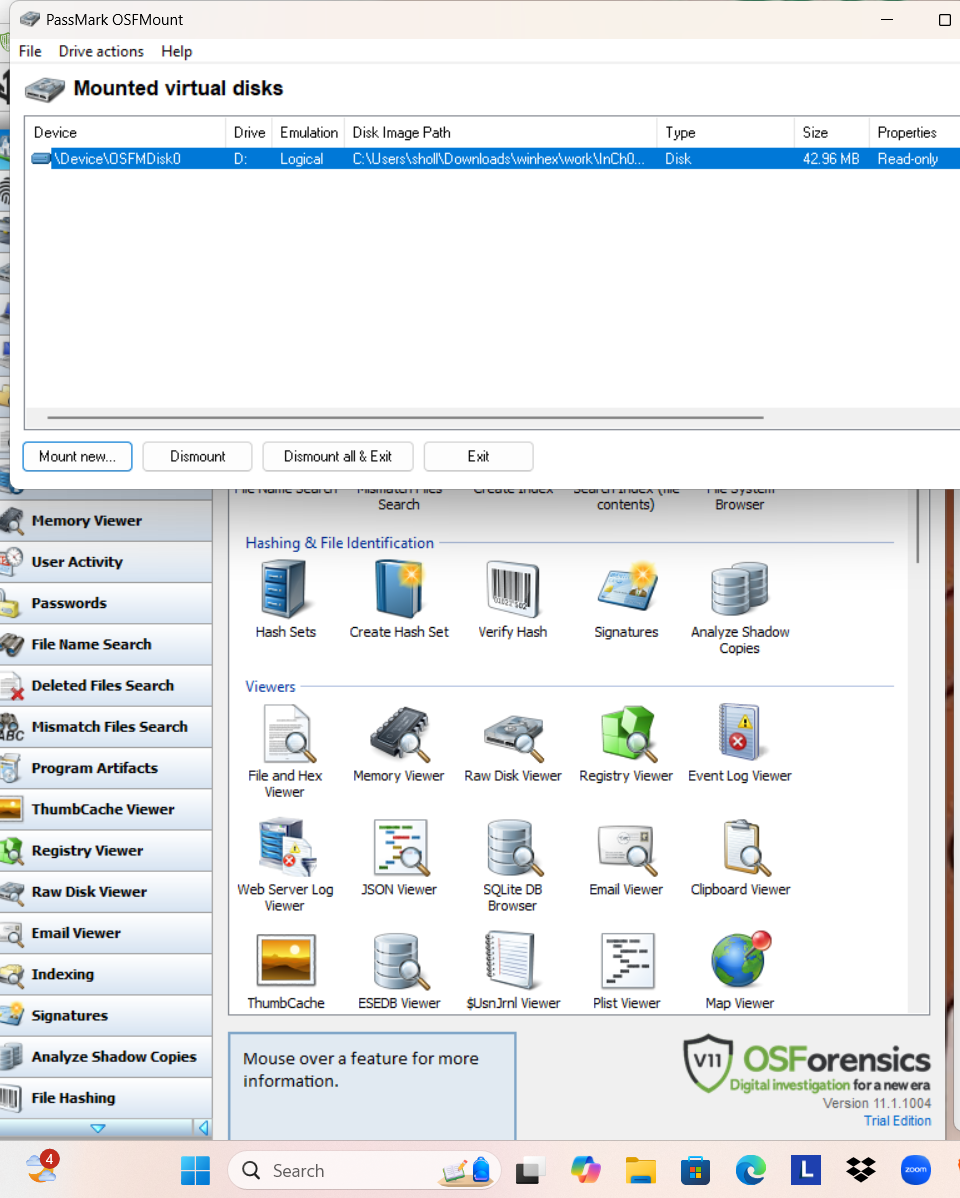 PassMark OSFMount
File Drive actions Help
Mounted virtual disks
Device Drive Emulation Disk Image Path Type Size Properties
\Device\OSFMDisk0 D: Logical C:\Users\sholl\Downloads\winhex\work\InCh0... Disk 42.96 MB Read-only
Mount new... Dismount Dismount all & Exit Exit
File Name Search Mismatch Files Search Create Index Search Index (file contents) File System Browser
Memory Viewer
User Activity
Passwords
File Name Search
Deleted Files Search
Mismatch Files Search
Program Artifacts
ThumbCache Viewer
Registry Viewer
Raw Disk Viewer
Email Viewer
Indexing
Signatures
Analyze Shadow Copies
File Hashing
Hashing & File Identification
Hash Sets Create Hash Set Verify Hash Signatures Analyze Shadow
Copies
Viewers
File and Hex Memory Viewer Raw Disk Viewer Registry Viewer Event Log Viewer
Viewer
Web Server Log JSON Viewer SQLite DB Email Viewer Clipboard Viewer
Viewer Browser
ThumbCache ESEDB Viewer $UsnJrnl Viewer Plist Viewer Map Viewer
Mouse over a feature for more
information.
V11 OSForensics
Digital investigation for a new era
Version 11.1.1004
Trial Edition
4
Search
L
zoom